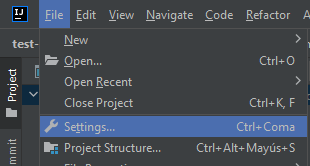 IJ File Edit View Navigate Code Refactor
test-
New
Open... Ctrl+O
Open Recent
Close Project Ctrl+K, F
Settings... Ctrl+Coma
Project Structure... Ctrl+Alt+Mayús+S
Project